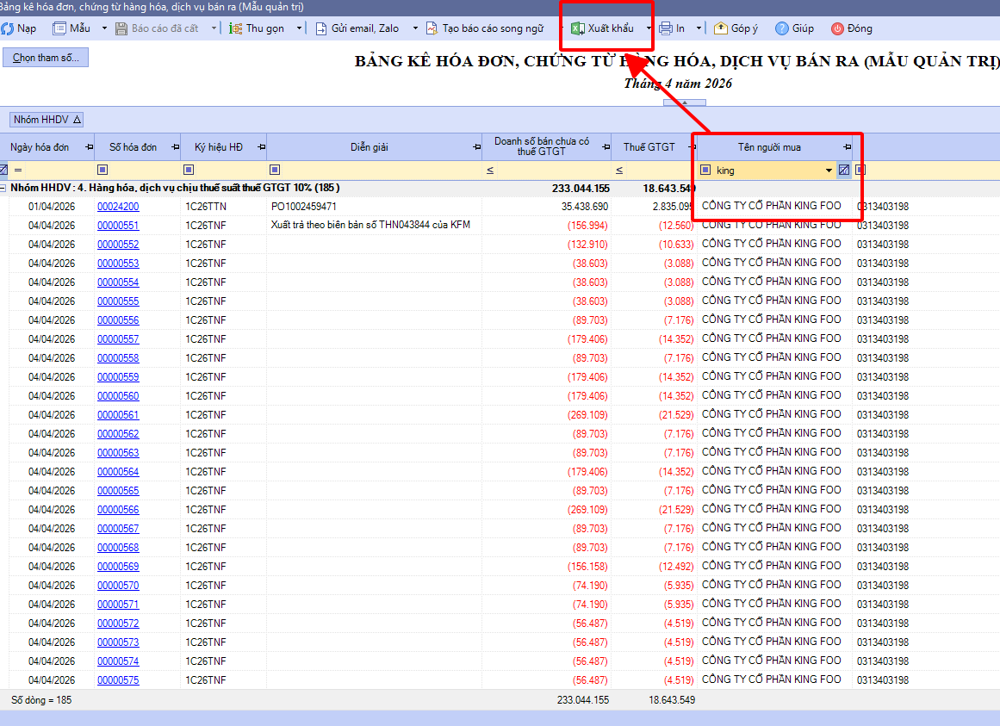 Bảng kê hóa đơn, chứng từ hàng hóa, dịch vụ bán ra (Mẫu quản trị)
Nạp Mẫu Báo cáo đã cất Thu gọn Gửi email, Zalo Tạo báo cáo song ngữ Xuất khẩu In Góp ý Giúp Đóng
Chọn tham số...
BẢNG KÊ HÓA ĐƠN, CHỨNG TỪ HÀNG HÓA, DỊCH VỤ BÁN RA (MẪU QUẢN TRỊ)
Tháng 4 năm 2026
Nhóm HHDV
Ngày hóa đơn Số hóa đơn Ký hiệu HĐ Diễn giải Doanh số bán chưa có thuế GTGT Thuế GTGT Tên người mua
= ≤ ≤ king
Nhóm HHDV : 4. Hàng hóa, dịch vụ chịu thuế suất thuế GTGT 10% (185 ) 233.044.155 18.643.549
01/04/2026 00024200 1C26TTN PO1002459471 35.438.690 2.835.095 CÔNG TY CỔ PHẦN KING FOO 0313403198
04/04/2026 00000551 1C26TNF Xuất trả theo biên bản số THN043844 của KFM (156.994) (12.560) CÔNG TY CỔ PHẦN KING FOO 0313403198
04/04/2026 00000552 1C26TNF (132.910) (10.633) CÔNG TY CỔ PHẦN KING FOO 0313403198
04/04/2026 00000553 1C26TNF (38.603) (3.088) CÔNG TY CỔ PHẦN KING FOO 0313403198
04/04/2026 00000554 1C26TNF (38.603) (3.088) CÔNG TY CỔ PHẦN KING FOO 0313403198
04/04/2026 00000555 1C26TNF (38.603) (3.088) CÔNG TY CỔ PHẦN KING FOO 0313403198
04/04/2026 00000556 1C26TNF (89.703) (7.176) CÔNG TY CỔ PHẦN KING FOO 0313403198
04/04/2026 00000557 1C26TNF (179.406) (14.352) CÔNG TY CỔ PHẦN KING FOO 0313403198
04/04/2026 00000558 1C26TNF (89.703) (7.176) CÔNG TY CỔ PHẦN KING FOO 0313403198
04/04/2026 00000559 1C26TNF (179.406) (14.352) CÔNG TY CỔ PHẦN KING FOO 0313403198
04/04/2026 00000560 1C26TNF (179.406) (14.352) CÔNG TY CỔ PHẦN KING FOO 0313403198
04/04/2026 00000561 1C26TNF (269.109) (21.529) CÔNG TY CỔ PHẦN KING FOO 0313403198
04/04/2026 00000562 1C26TNF (89.703) (7.176) CÔNG TY CỔ PHẦN KING FOO 0313403198
04/04/2026 00000563 1C26TNF (89.703) (7.176) CÔNG TY CỔ PHẦN KING FOO 0313403198
04/04/2026 00000564 1C26TNF (179.406) (14.352) CÔNG TY CỔ PHẦN KING FOO 0313403198
04/04/2026 00000565 1C26TNF (89.703) (7.176) CÔNG TY CỔ PHẦN KING FOO 0313403198
04/04/2026 00000566 1C26TNF (269.109) (21.529) CÔNG TY CỔ PHẦN KING FOO 0313403198
04/04/2026 00000567 1C26TNF (89.703) (7.176) CÔNG TY CỔ PHẦN KING FOO 0313403198
04/04/2026 00000568 1C26TNF (89.703) (7.176) CÔNG TY CỔ PHẦN KING FOO 0313403198
04/04/2026 00000569 1C26TNF (156.158) (12.492) CÔNG TY CỔ PHẦN KING FOO 0313403198
04/04/2026 00000570 1C26TNF (74.190) (5.935) CÔNG TY CỔ PHẦN KING FOO 0313403198
04/04/2026 00000571 1C26TNF (74.190) (5.935) CÔNG TY CỔ PHẦN KING FOO 0313403198
04/04/2026 00000572 1C26TNF (56.487) (4.519) CÔNG TY CỔ PHẦN KING FOO 0313403198
04/04/2026 00000573 1C26TNF (56.487) (4.519) CÔNG TY CỔ PHẦN KING FOO 0313403198
04/04/2026 00000574 1C26TNF (56.487) (4.519) CÔNG TY CỔ PHẦN KING FOO 0313403198
04/04/2026 00000575 1C26TNF (56.487) (4.519) CÔNG TY CỔ PHẦN KING FOO 0313403198
Số dòng = 185 233.044.155 18.643.549